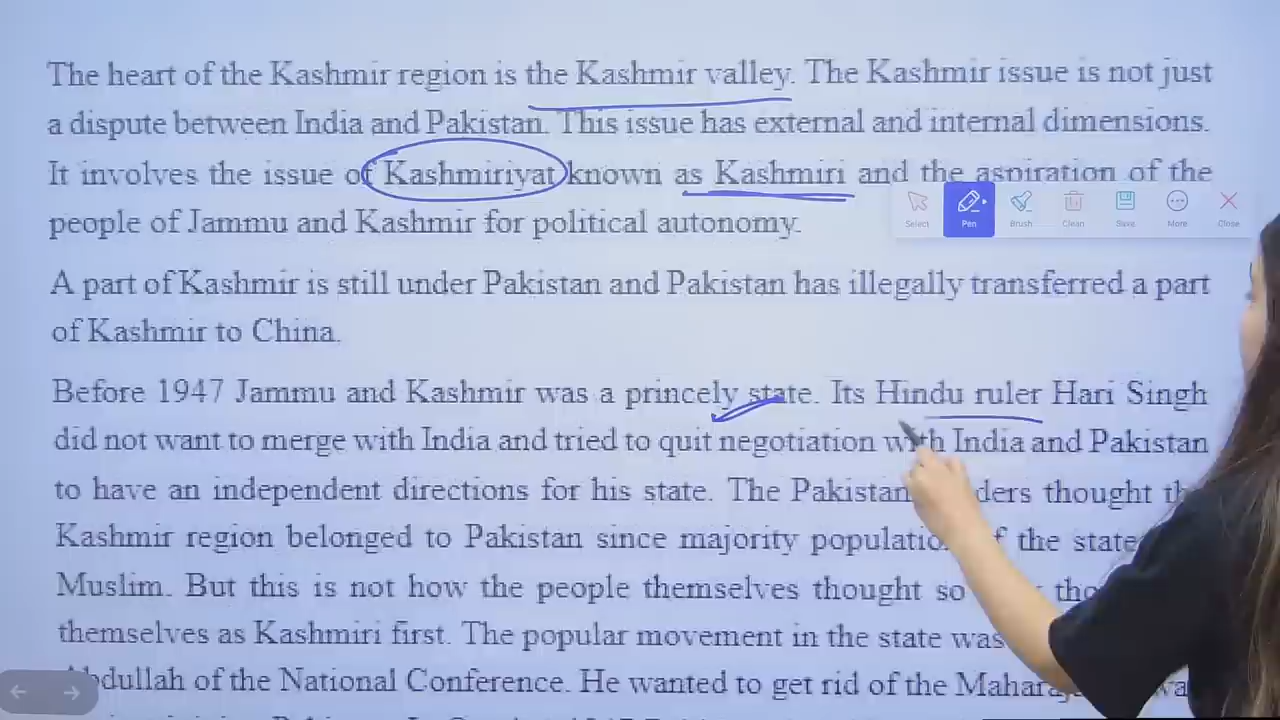 The heart of the Kashmir region is the Kashmir valley. The Kashmir issue is not just
a dispute between India and Pakistan. This issue has external and internal dimensions.
It involves the issue of Kashmiriyat known as Kashmiri and the aspiration of the
Select Pen Brush Clean Save More Close
people of Jammu and Kashmir for political autonomy.
A part of Kashmir is still under Pakistan and Pakistan has illegally transferred a part
of Kashmir to China.
Before 1947 Jammu and Kashmir was a princely state. Its Hindu ruler Hari Singh
did not want to merge with India and tried to quit negotiation with India and Pakistan
to have an independent directions for his state. The Pakistan thought
Kashmir region belonged to Pakistan since majority of the state
Muslim. But this is not how the people themselves thought so
themselves as Kashmiri first. The popular movement in the state was
Abdullah of the National Conference. He wanted to get rid of the